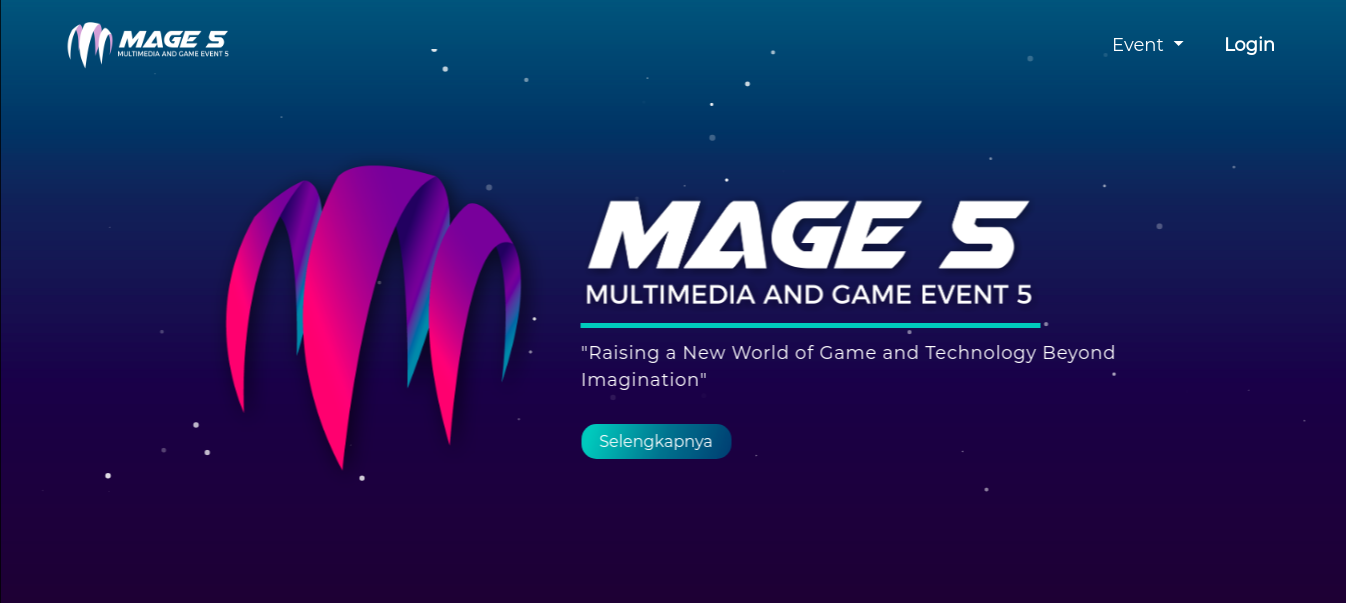 MAGE 5
MULTIMEDIA AND GAME EVENT 5
Event
Login
MAGE 5
MULTIMEDIA AND GAME EVENT 5
"Raising a New World of Game and Technology Beyond
Imagination"
Selengkapnya